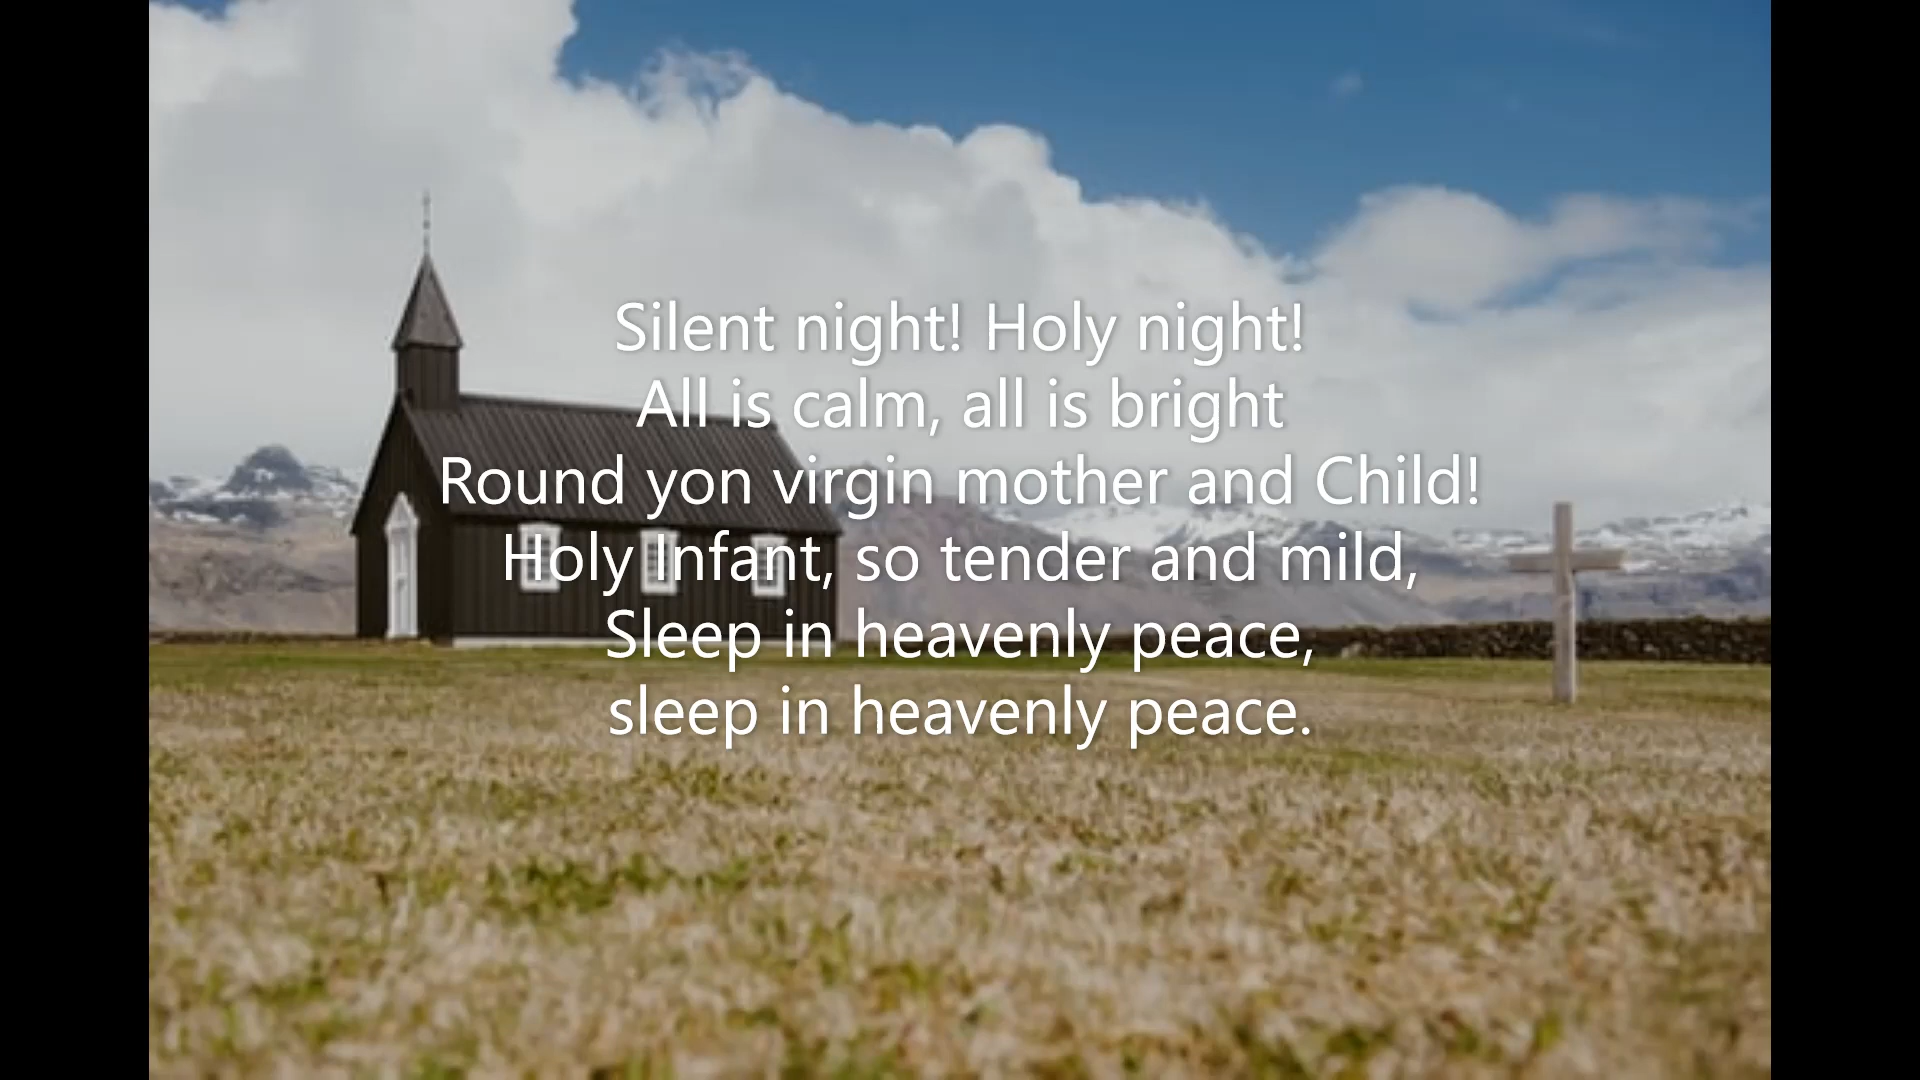 Silent night! Holy night!
All is calm, all is bright
Round yon virgin mother and Child!
Holy Infant, so tender and mild,
Sleep in heavenly peace,
sleep in heavenly peace.